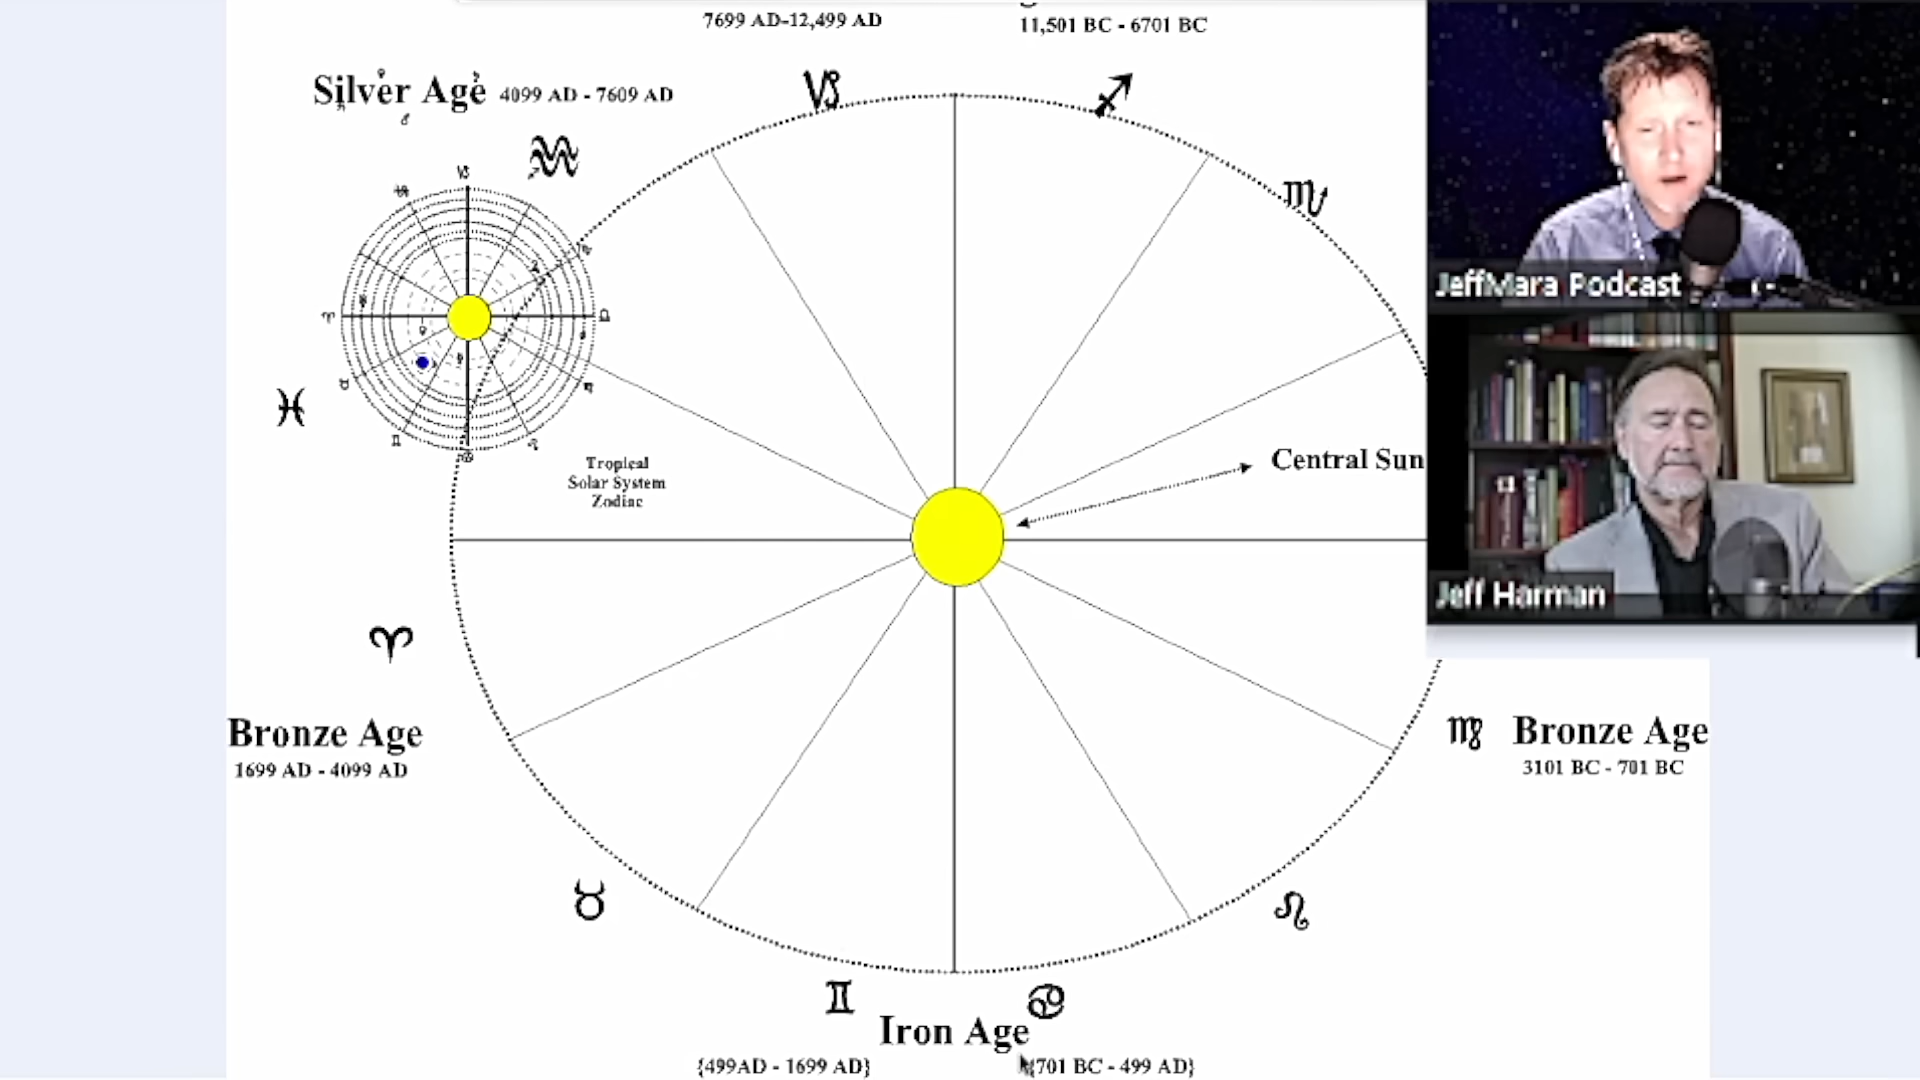 7699 AD-12,499 AD
11,501 BC - 6701 BC
Silver Age 4099 AD - 7609 AD
JeffMara Podcast
Central Sun
Tropical
Solar System
Zodiac
Jeff Harman
Bronze Age
1699 AD - 4099 AD
Bronze Age
3101 BC - 701 BC
Iron Age
{499AD - 1699 AD}
{701 BC - 499 AD}